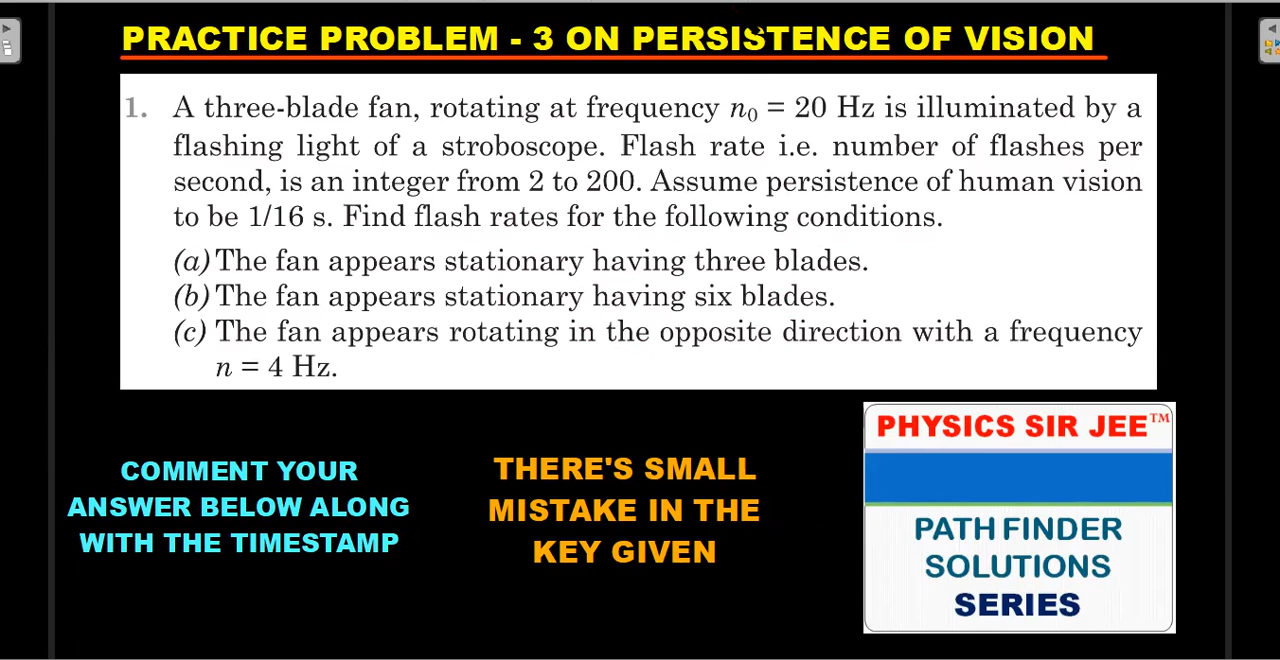 PRACTICE PROBLEM - 3 ON PERSISTENCE OF VISION
1. A three-blade fan, rotating at frequency n₀ = 20 Hz is illuminated by a
flashing light of a stroboscope. Flash rate i.e. number of flashes per
second, is an integer from 2 to 200. Assume persistence of human vision
to be 1/16 s. Find flash rates for the following conditions.
(a) The fan appears stationary having three blades.
(b) The fan appears stationary having six blades.
(c) The fan appears rotating in the opposite direction with a frequency
n = 4 Hz.
COMMENT YOUR
ANSWER BELOW ALONG
WITH THE TIMESTAMP
THERE'S SMALL
MISTAKE IN THE
KEY GIVEN
PHYSICS SIR JEE™
PATH FINDER
SOLUTIONS
SERIES